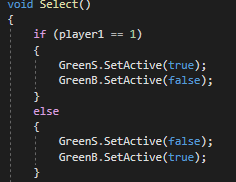 void Select()
{
    if (player1 == 1)
    {
        GreenS.SetActive(true);
        GreenB.SetActive(false);
    }
    else
    {
        GreenS.SetActive(false);
        GreenB.SetActive(true);
    }